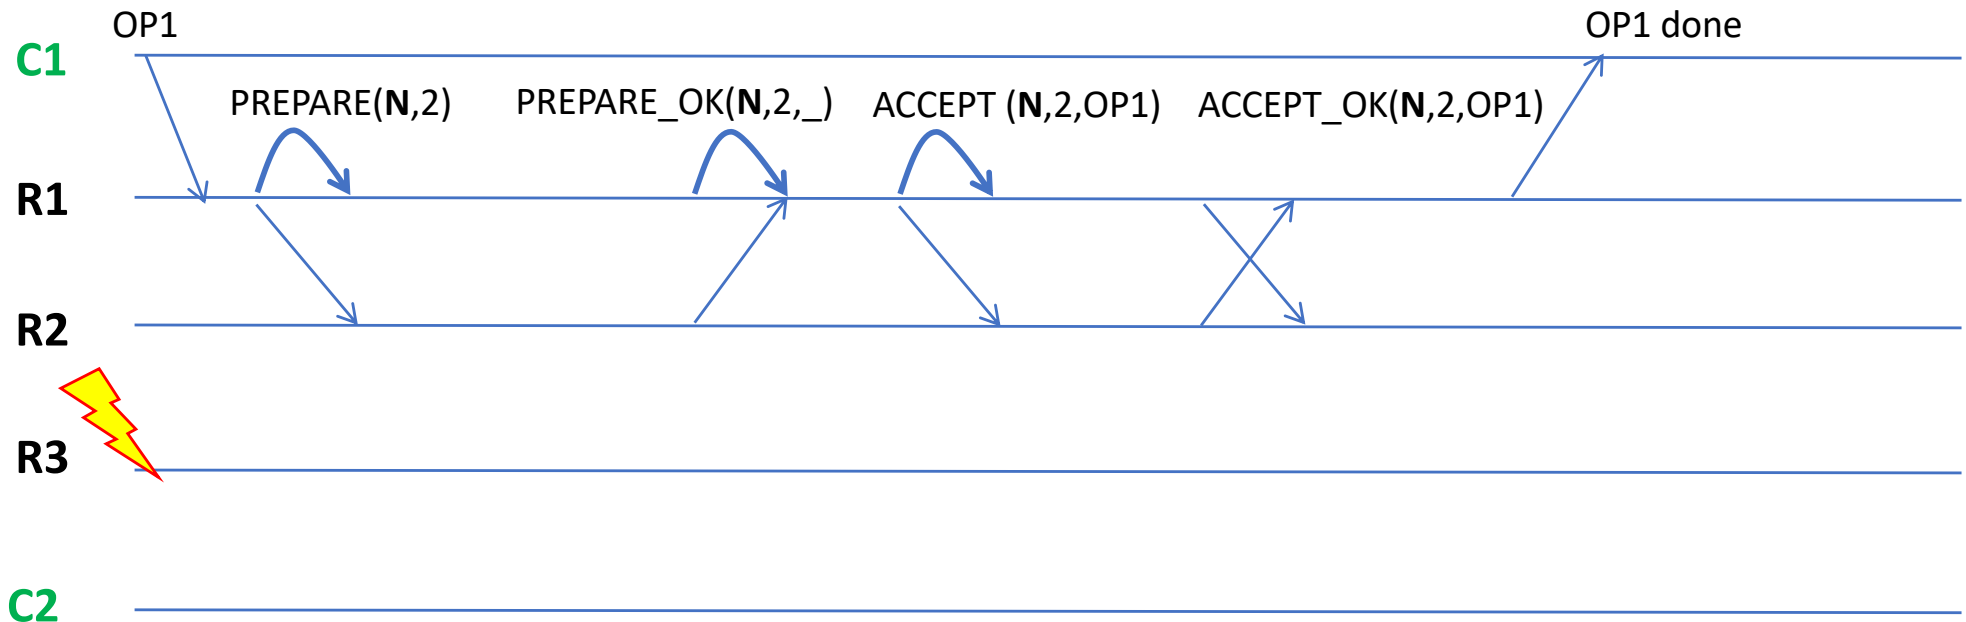 OP1
OP1 done
C1
PREPARE(N,2)
PREPARE_OK(N,2,_)
ACCEPT (N,2,OP1)
ACCEPT_OK(N,2,OP1)
R1
R2
R3
C2